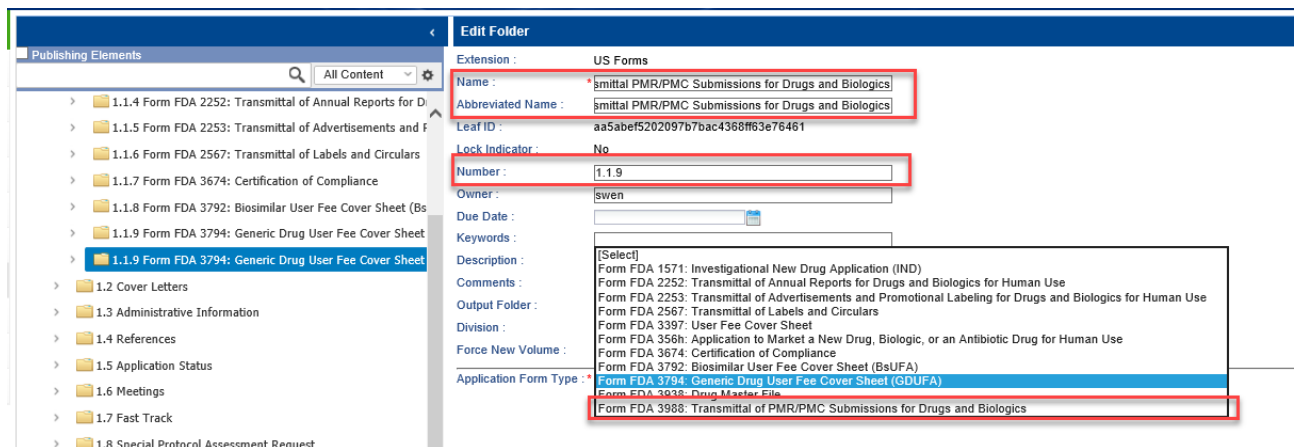 Publishing Elements
All Content
1.1.4 Form FDA 2252: Transmittal of Annual Reports for D
1.1.5 Form FDA 2253: Transmittal of Advertisements and P
1.1.6 Form FDA 2567: Transmittal of Labels and Circulars
1.1.7 Form FDA 3674: Certification of Compliance
1.1.8 Form FDA 3792: Biosimilar User Fee Cover Sheet (Bs
1.1.9 Form FDA 3794: Generic Drug User Fee Cover Sheet
1.1.9 Form FDA 3794: Generic Drug User Fee Cover Sheet
1.2 Cover Letters
1.3 Administrative Information
1.4 References
1.5 Application Status
1.6 Meetings
1.7 Fast Track
1.8 Special Protocol Assessment Request
Edit Folder
Extension : US Forms
Name : * smittal PMR/PMC Submissions for Drugs and Biologics
Abbreviated Name : smittal PMR/PMC Submissions for Drugs and Biologics
Leaf ID : aa5abef5202097b7bac4368ff63e76461
Lock Indicator : No
Number : 1.1.9
Owner : swen
Due Date :
Keywords :
Description :
Comments :
Output Folder :
Division :
Force New Volume :
Application Form Type : *
[Select]
Form FDA 1571: Investigational New Drug Application (IND)
Form FDA 2252: Transmittal of Annual Reports for Drugs and Biologics for Human Use
Form FDA 2253: Transmittal of Advertisements and Promotional Labeling for Drugs and Biologics for Human Use
Form FDA 2567: Transmittal of Labels and Circulars
Form FDA 3397: User Fee Cover Sheet
Form FDA 356h: Application to Market a New Drug, Biologic, or an Antibiotic Drug for Human Use
Form FDA 3674: Certification of Compliance
Form FDA 3792: Biosimilar User Fee Cover Sheet (BsUFA)
Form FDA 3794: Generic Drug User Fee Cover Sheet (GDUFA)
Form FDA 3938: Drug Master File
Form FDA 3988: Transmittal of PMR/PMC Submissions for Drugs and Biologics